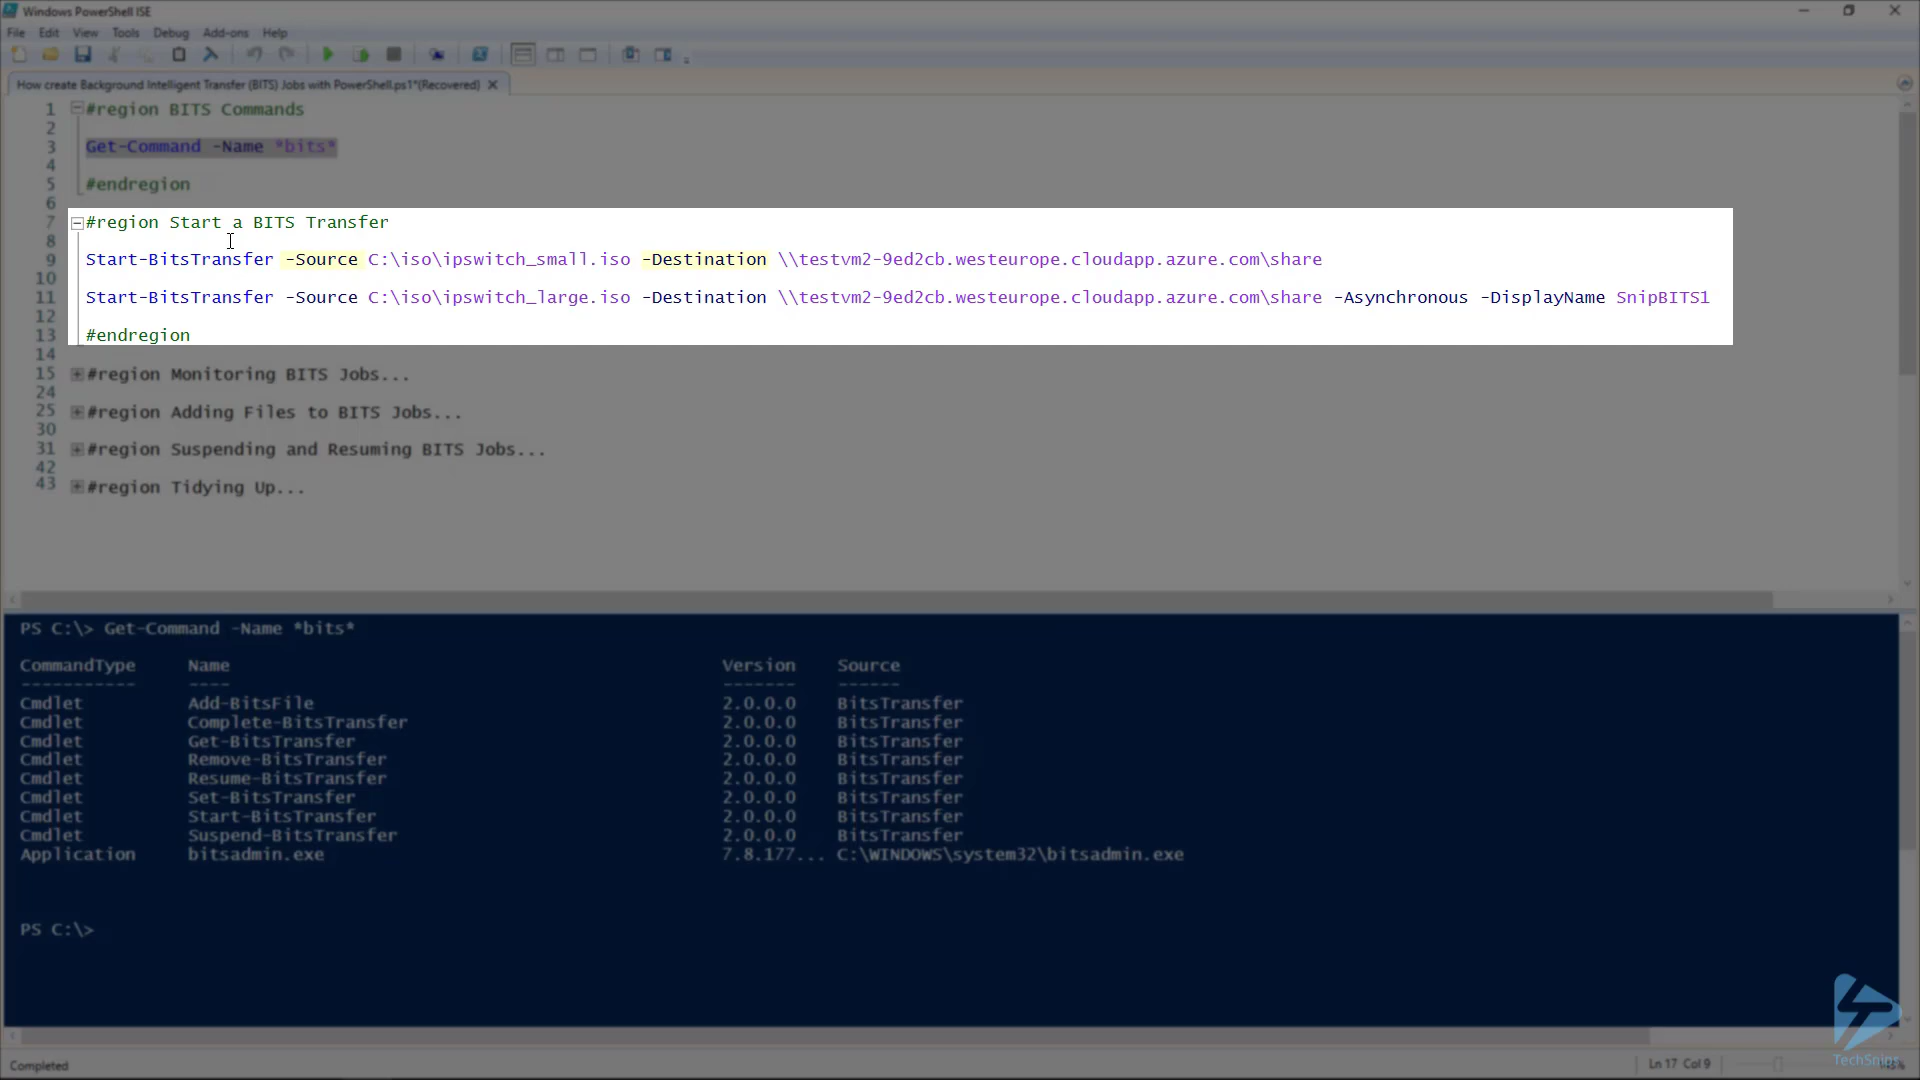 Windows PowerShell ISE
File Edit View Tools Debug Add-ons Help
How create Background Intelligent Transfer (BITS) Jobs with PowerShell.ps1*(Recovered)
1 #region BITS Commands
2
3 Get-Command -Name *bits*
4
5 #endregion
6
7 #region Start a BITS Transfer
8
9 Start-BitsTransfer -Source C:\iso\ipswitch_small.iso -Destination \\testvm2-9ed2cb.westeurope.cloudapp.azure.com\share
10
11 Start-BitsTransfer -Source C:\iso\ipswitch_large.iso -Destination \\testvm2-9ed2cb.westeurope.cloudapp.azure.com\share -Asynchronous -DisplayName SnipBITS1
12
13 #endregion
14
15 #region Monitoring BITS Jobs...
24
25 #region Adding Files to BITS Jobs...
30
31 #region Suspending and Resuming BITS Jobs...
42
43 #region Tidying Up...
PS C:\> Get-Command -Name *bits*
CommandType Name Version Source
----------- ---- ------- ------
Cmdlet Add-BitsFile 2.0.0.0 BitsTransfer
Cmdlet Complete-BitsTransfer 2.0.0.0 BitsTransfer
Cmdlet Get-BitsTransfer 2.0.0.0 BitsTransfer
Cmdlet Remove-BitsTransfer 2.0.0.0 BitsTransfer
Cmdlet Resume-BitsTransfer 2.0.0.0 BitsTransfer
Cmdlet Set-BitsTransfer 2.0.0.0 BitsTransfer
Cmdlet Start-BitsTransfer 2.0.0.0 BitsTransfer
Cmdlet Suspend-BitsTransfer 2.0.0.0 BitsTransfer
Application bitsadmin.exe 7.8.177... C:\WINDOWS\system32\bitsadmin.exe
PS C:\>
Completed
Ln 17 Col 9
TechSnips